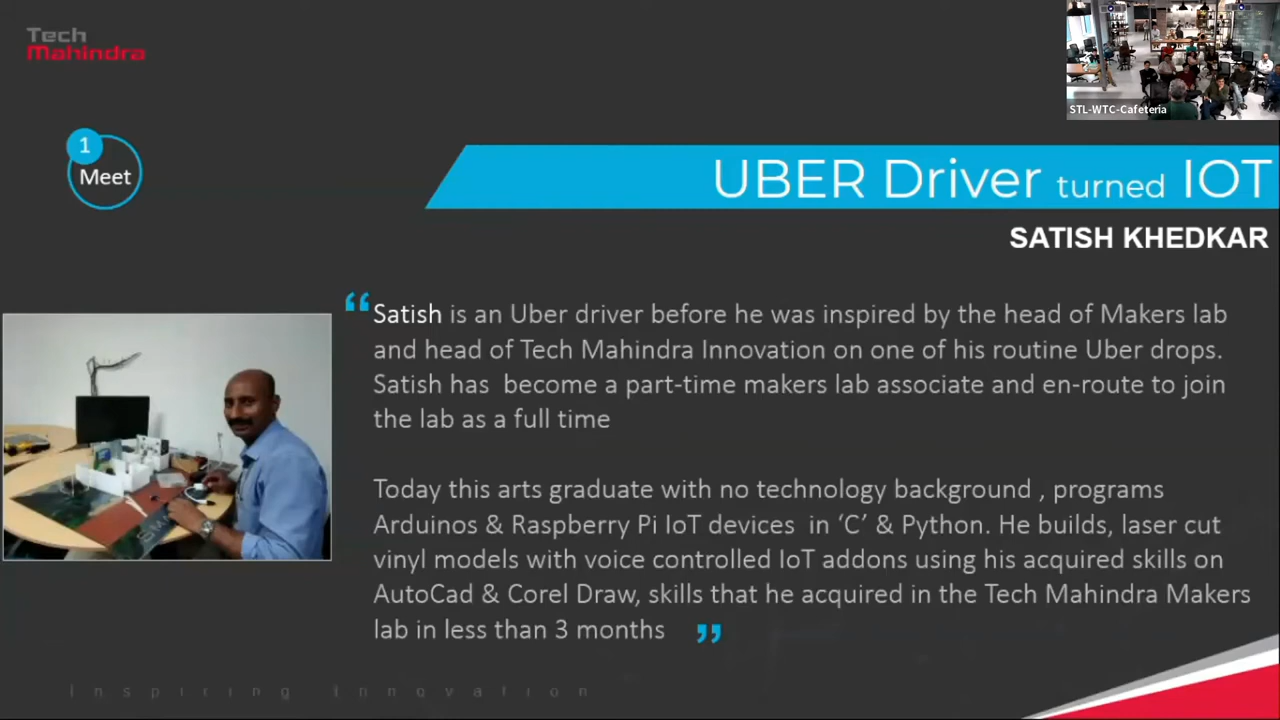 Tech
Mahindra
STL-WTC-Cafeteria
1
Meet
UBER Driver turned IOT
SATISH KHEDKAR
“ Satish is an Uber driver before he was inspired by the head of Makers lab
and head of Tech Mahindra Innovation on one of his routine Uber drops.
Satish has become a part-time makers lab associate and en-route to join
the lab as a full time
Today this arts graduate with no technology background , programs
Arduinos & Raspberry Pi IoT devices in ‘C’ & Python. He builds, laser cut
vinyl models with voice controlled IoT addons using his acquired skills on
AutoCad & Corel Draw, skills that he acquired in the Tech Mahindra Makers
lab in less than 3 months ”
Inspiring Innovation